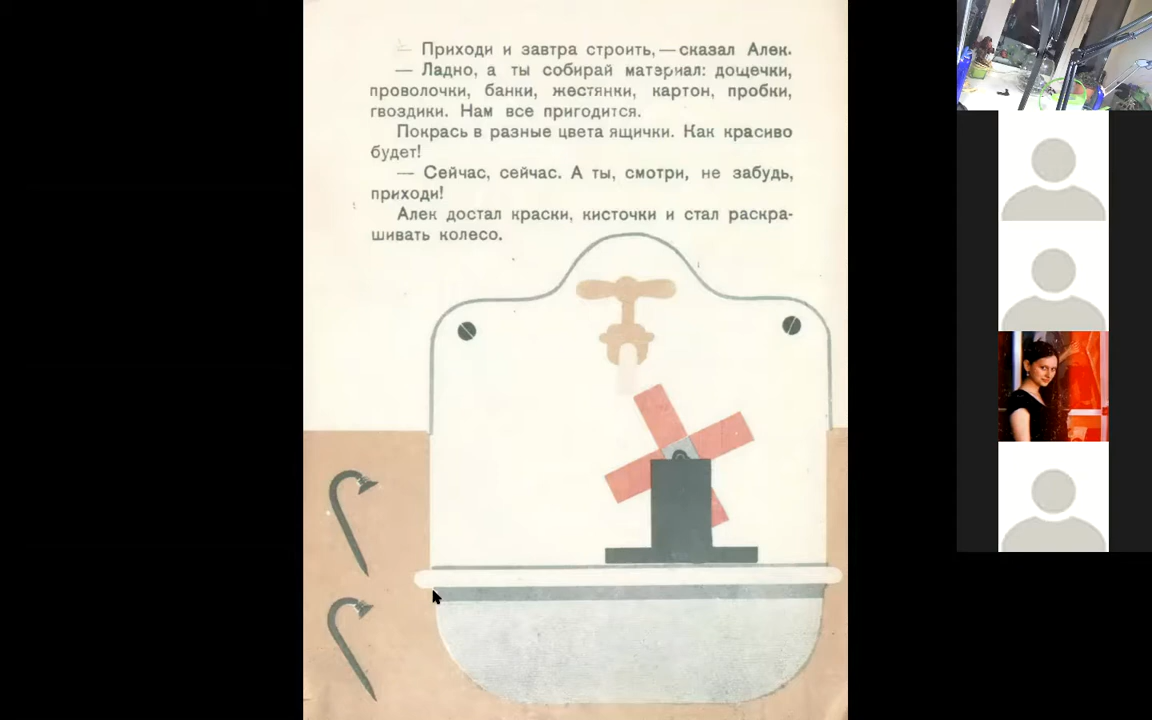 — Приходи и завтра строить, — сказал Алек.
— Ладно, а ты собирай материал: дощечки,
проволочки, банки, жестянки, картон, пробки,
гвоздики. Нам все пригодится.
Покрась в разные цвета ящички. Как красиво
будет!
— Сейчас, сейчас. А ты, смотри, не забудь,
приходи!
Алек достал краски, кисточки и стал раскра-
шивать колесо.